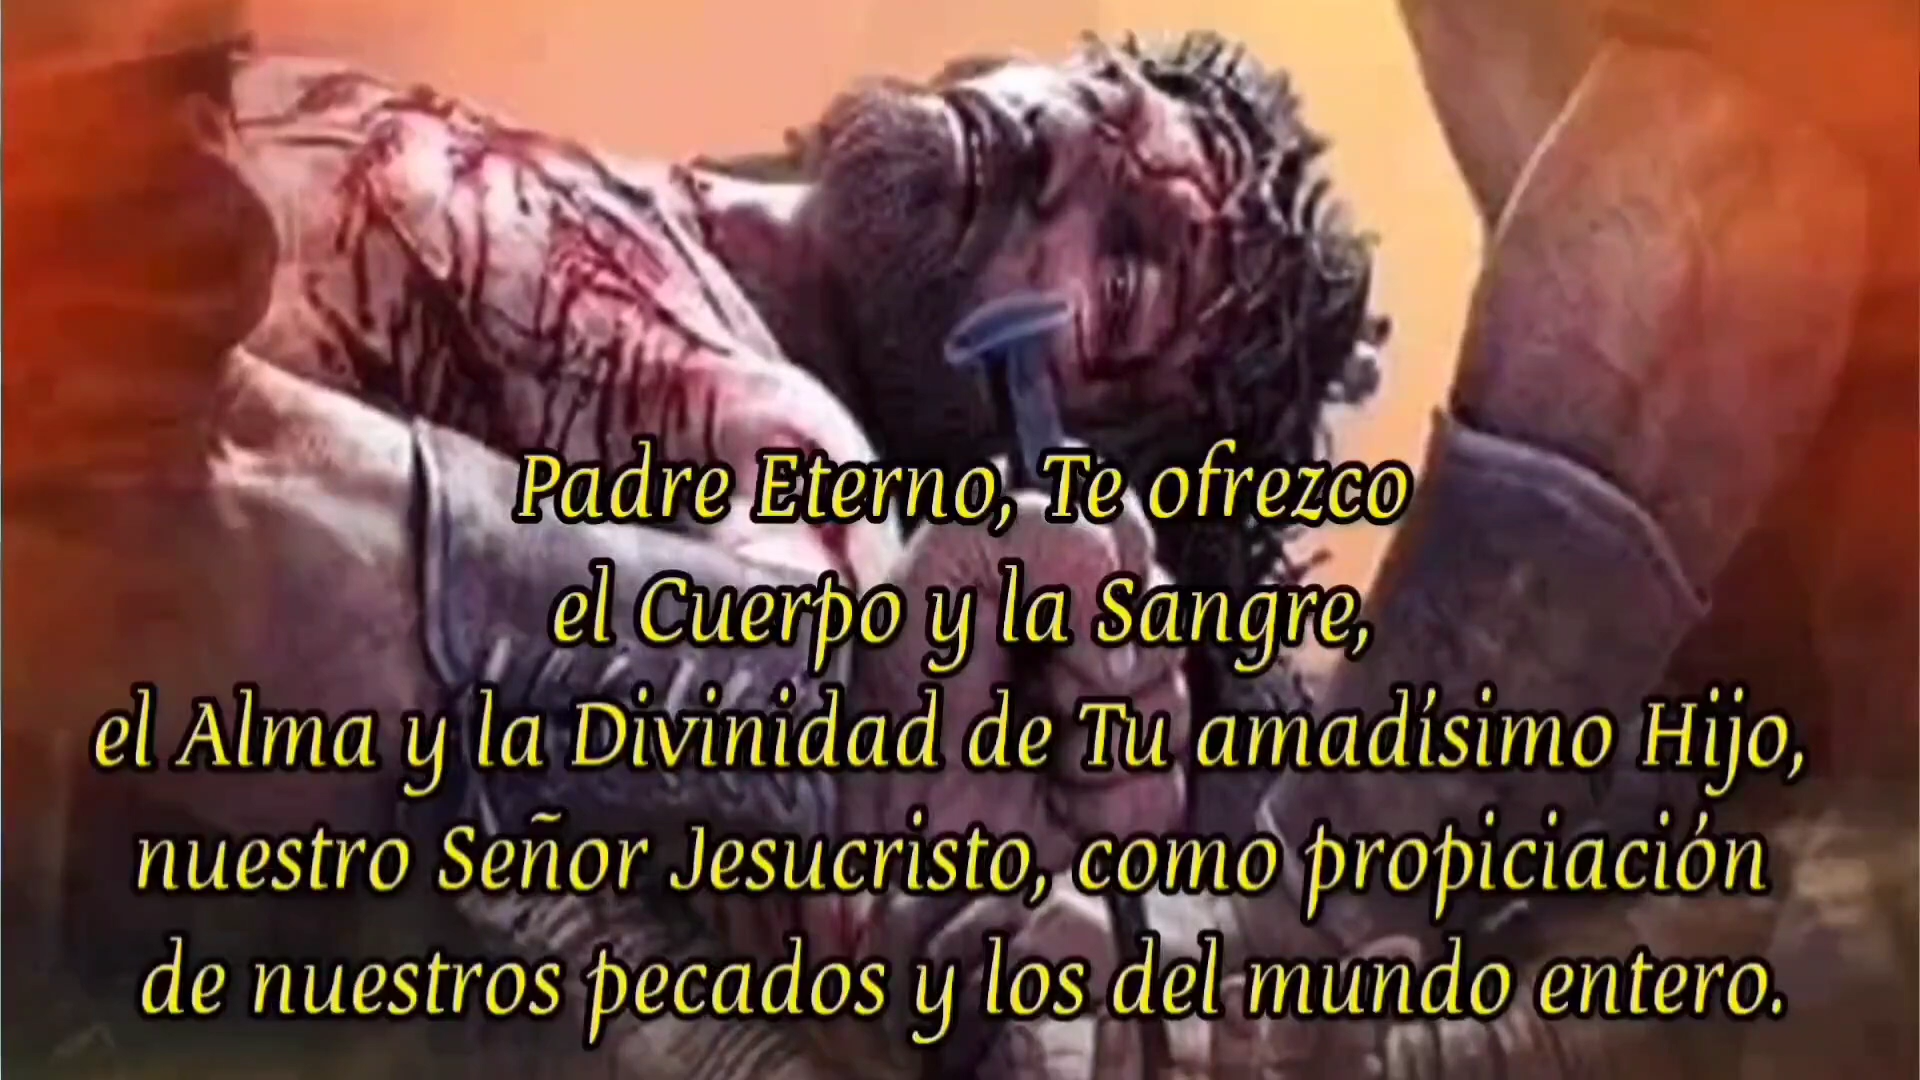 Padre Eterno, Te ofrezco
el Cuerpo y la Sangre,
el Alma y la Divinidad de Tu amadísimo Hijo,
nuestro Señor Jesucristo, como propiciación
de nuestros pecados y los del mundo entero.